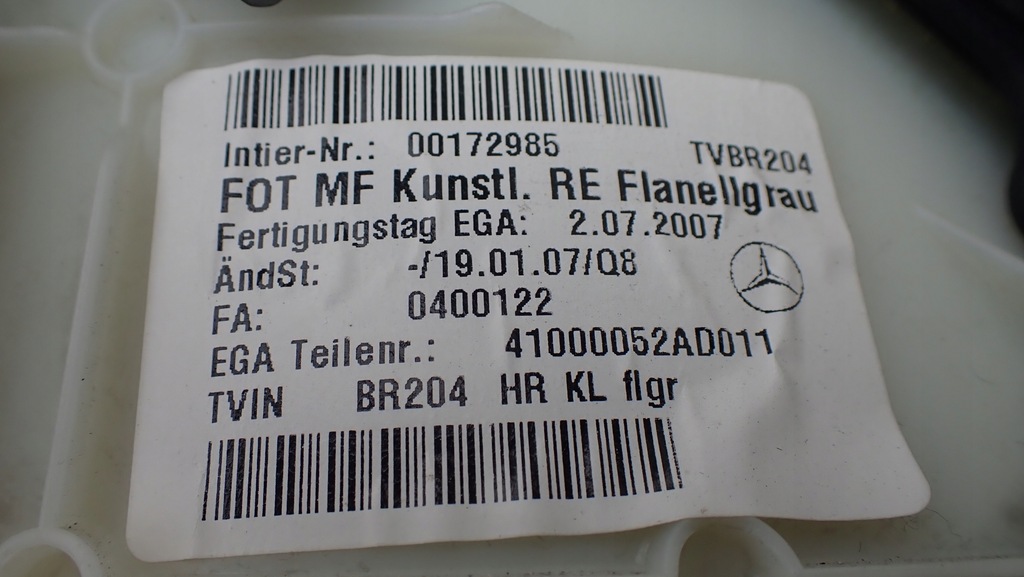 Intier-Nr.: 00172985 TVBR204
FOT MF Kunstl. RE Flanellgrau
Fertigungstag EGA: 2.07.2007
ÄndSt: -/19.01.07/Q8
FA: 0400122
EGA Teilenr.: 41000052AD011
TVIN BR204 HR KL flgr